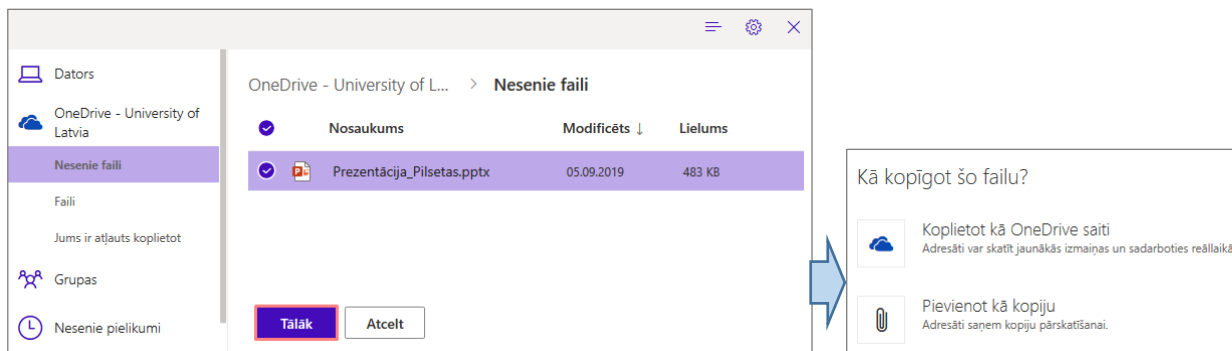 Dators
OneDrive - University of
Latvia
Nesenie faili
Faili
Jums ir atļauts koplietot
Grupas
Nesenie pielikumi
OneDrive - University of L... > Nesenie faili
Nosaukums Modificēts ↓ Lielums
Prezentācija_Pilsetas.pptx 05.09.2019 483 KB
Tālāk Atcelt
Kā kopīgot šo failu?
Koplietot kā OneDrive saiti
Adresāti var skatīt jaunākās izmaiņas un sadarboties reāllaikā
Pievienot kā kopiju
Adresāti saņem kopiju pārskatīšanai.